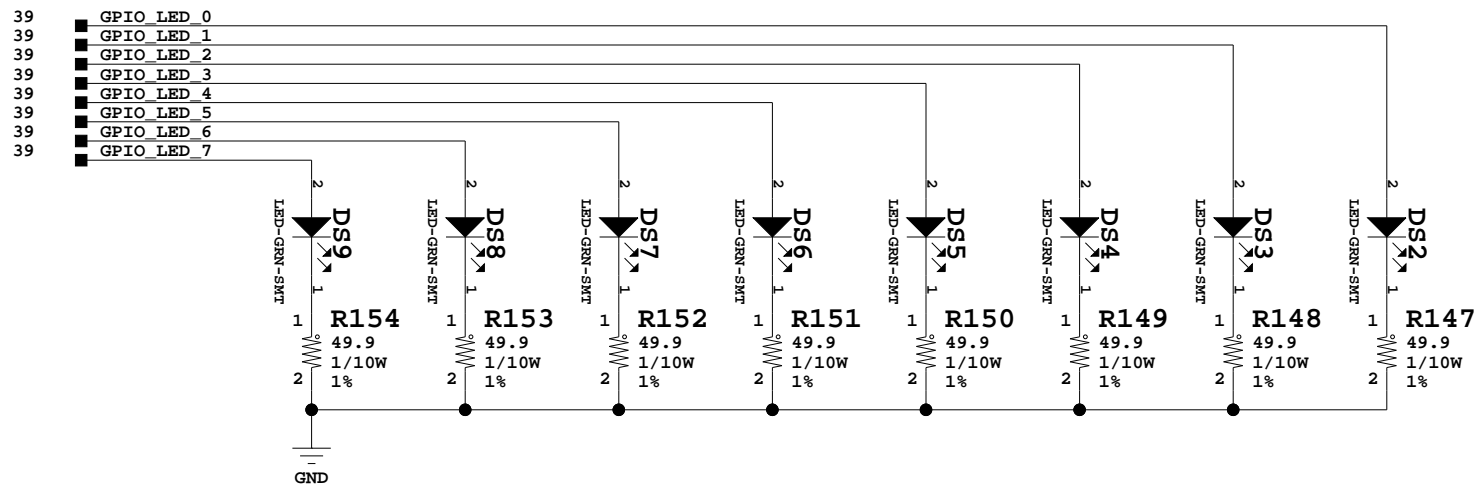 39 GPIO_LED_0
39 GPIO_LED_1
39 GPIO_LED_2
39 GPIO_LED_3
39 GPIO_LED_4
39 GPIO_LED_5
39 GPIO_LED_6
39 GPIO_LED_7
2 2 2 2 2 2 2 2
LED-GRN-SMT DS9 LED-GRN-SMT DS8 LED-GRN-SMT DS7 LED-GRN-SMT DS6 LED-GRN-SMT DS5 LED-GRN-SMT DS4 LED-GRN-SMT DS3 LED-GRN-SMT DS2
1 1 1 1 1 1 1 1
1 R154 1 R153 1 R152 1 R151 1 R150 1 R149 1 R148 1 R147
49.9 49.9 49.9 49.9 49.9 49.9 49.9 49.9
1/10W 1/10W 1/10W 1/10W 1/10W 1/10W 1/10W 1/10W
2 1% 2 1% 2 1% 2 1% 2 1% 2 1% 2 1% 2 1%
GND